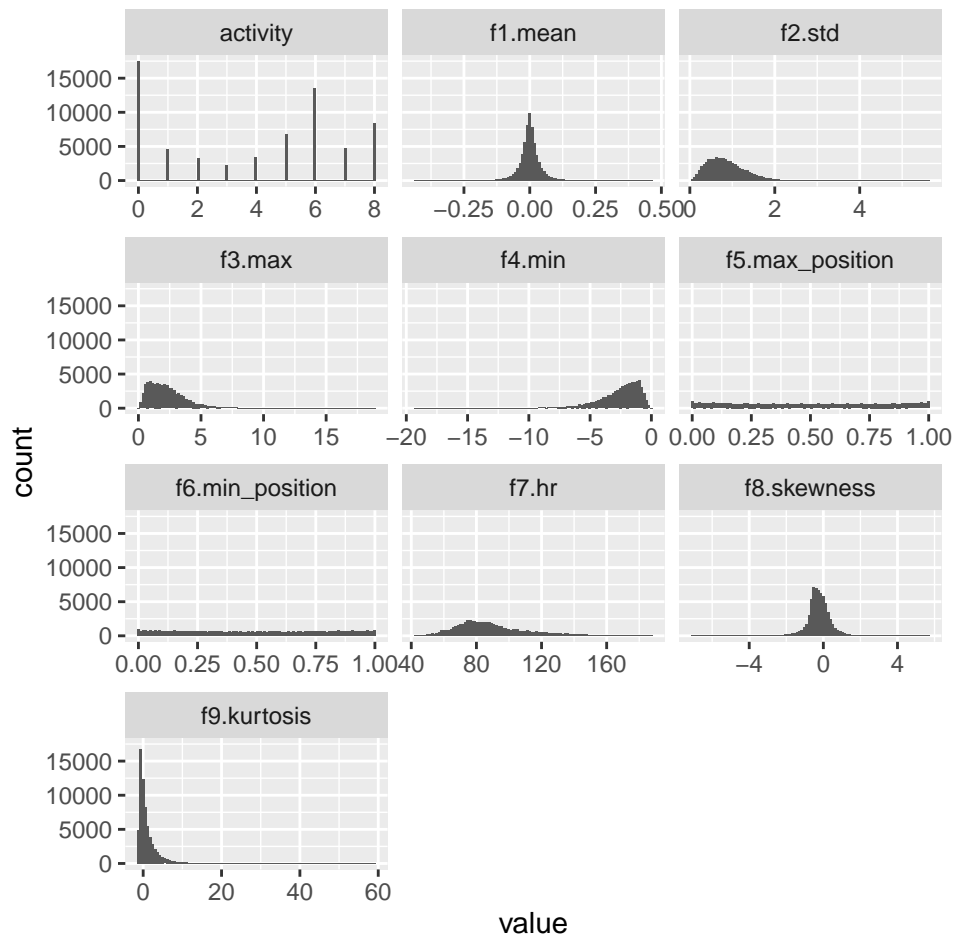 activity f1.mean f2.std
15000
10000
5000
0
0 2 4 6 8 −0.25 0.00 0.25 0.50 0 2 4
f3.max f4.min f5.max_position
15000
10000
5000
0
0 5 10 15 −20 −15 −10 −5 0 0.00 0.25 0.50 0.75 1.00
f6.min_position f7.hr f8.skewness
15000
10000
5000
0
0.00 0.25 0.50 0.75 1.00 40 80 120 160 −4 0 4
f9.kurtosis
15000
10000
5000
0
0 20 40 60
count
value